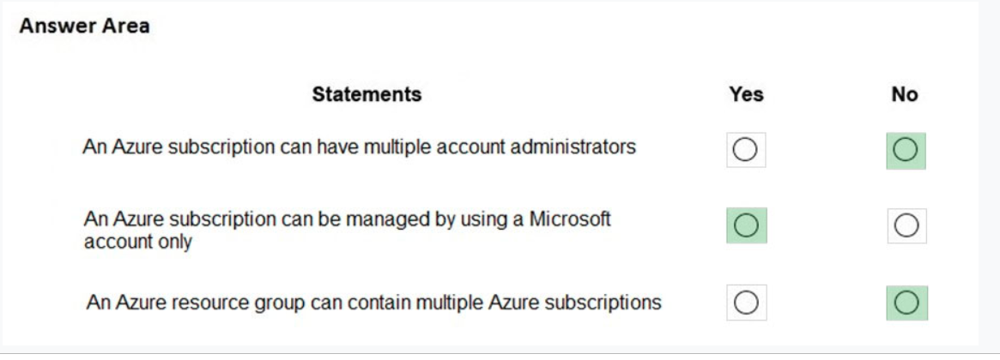 Answer Area
Statements Yes No
An Azure subscription can have multiple account administrators
An Azure subscription can be managed by using a Microsoft
account only
An Azure resource group can contain multiple Azure subscriptions